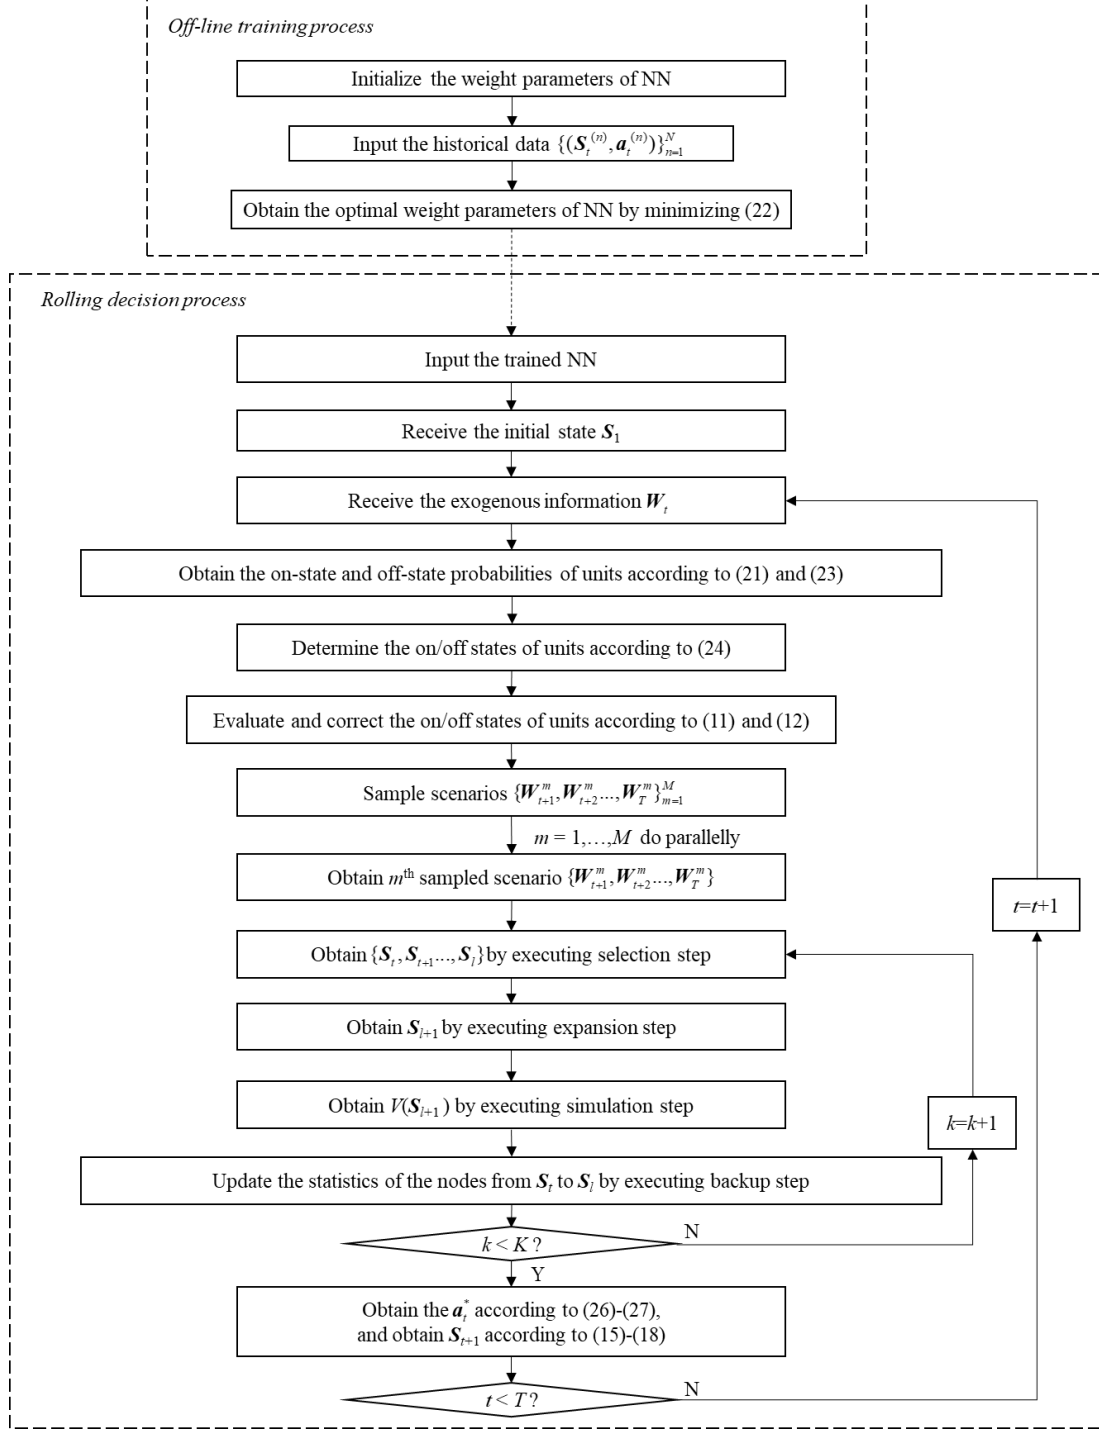 Off-line training process
Initialize the weight parameters of NN
Input the historical data {(S_t^(n), a_t^(n))}_{n=1}^N
Obtain the optimal weight parameters of NN by minimizing (22)
Rolling decision process
Input the trained NN
Receive the initial state S_1
Receive the exogenous information W_t
Obtain the on-state and off-state probabilities of units according to (21) and (23)
Determine the on/off states of units according to (24)
Evaluate and correct the on/off states of units according to (11) and (12)
Sample scenarios {W_{t+1}^m, W_{t+2}^m..., W_T^m}_{m=1}^M
m = 1,…,M do parallelly
Obtain m^th sampled scenario {W_{t+1}^m, W_{t+2}^m..., W_T^m}
t=t+1
Obtain {S_t, S_{t+1}..., S_l} by executing selection step
Obtain S_{l+1} by executing expansion step
Obtain V(S_{l+1}) by executing simulation step
k=k+1
Update the statistics of the nodes from S_t to S_l by executing backup step
k < K ?
N
Y
Obtain the a_t^* according to (26)-(27),
and obtain S_{t+1} according to (15)-(18)
t < T ?
N